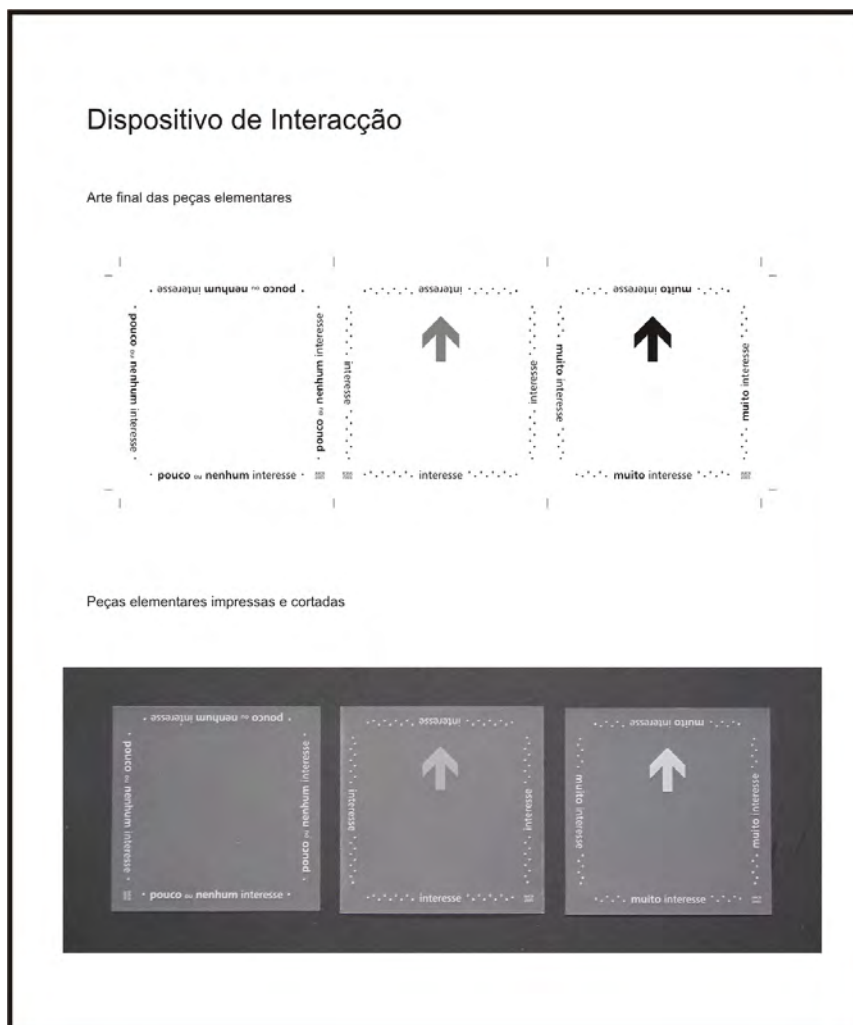 Dispositivo de Interacção
Arte final das peças elementares
pouco ou nenhum interesse
pouco ou nenhum interesse
pouco ou nenhum interesse
pouco ou nenhum interesse
interesse
interesse
interesse
interesse
muito interesse
muito interesse
muito interesse
muito interesse
Peças elementares impressas e cortadas
pouco ou nenhum interesse
pouco ou nenhum interesse
pouco ou nenhum interesse
pouco ou nenhum interesse
interesse
interesse
interesse
interesse
muito interesse
muito interesse
muito interesse
muito interesse